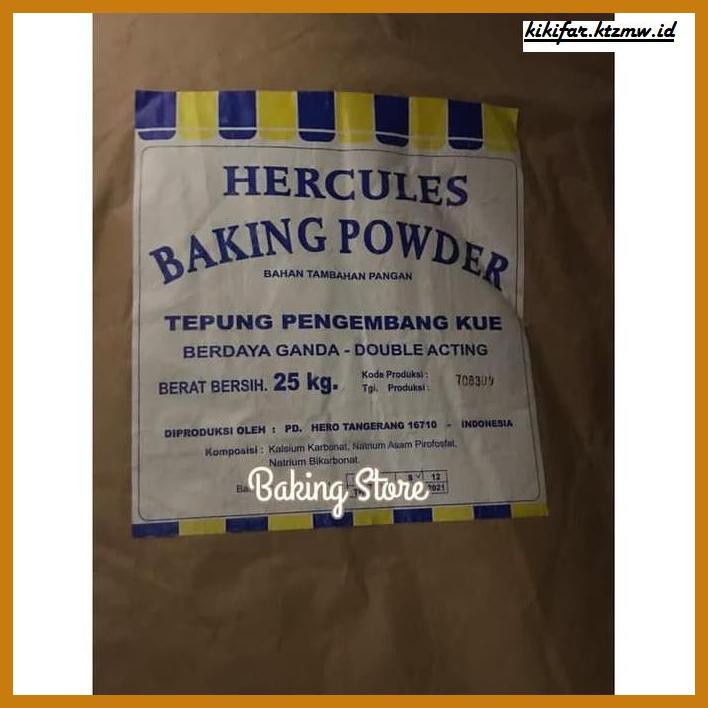 kikifar.ktzmw.id
HERCULES
BAKING POWDER
BAHAN TAMBAHAN PANGAN
TEPUNG PENGEMBANG KUE
BERDAYA GANDA - DOUBLE ACTING
BERAT BERSIH. 25 kg.
Kode Produksi :
Tgl. Produksi :
DIPRODUKSI OLEH : PD. HERO TANGERANG 16710 - INDONESIA
Komposisi : Kalsium Karbonat, Natrium Asam Pirofosfat,
Natrium Bikarbonat.
Baking Store
12
2021